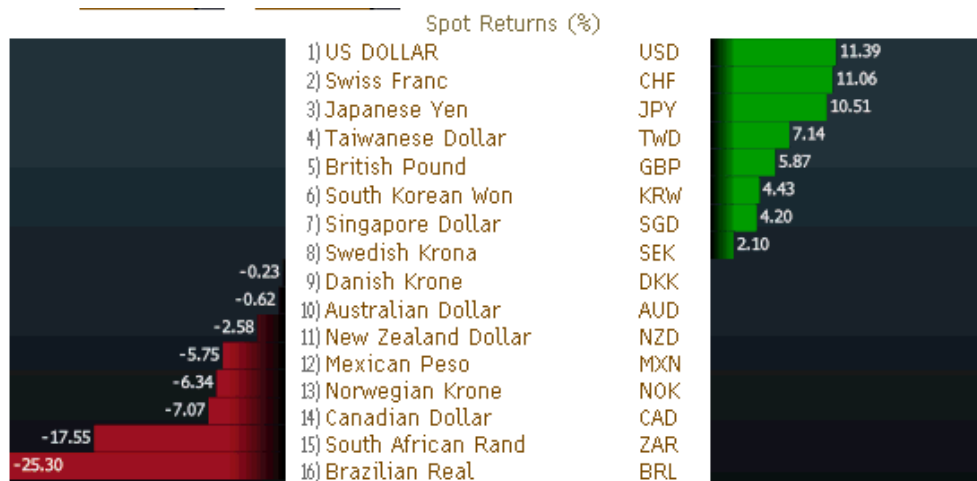 Spot Returns (%)
1) US DOLLAR USD 11.39
2) Swiss Franc CHF 11.06
3) Japanese Yen JPY 10.51
4) Taiwanese Dollar TWD 7.14
5) British Pound GBP 5.87
6) South Korean Won KRW 4.43
7) Singapore Dollar SGD 4.20
8) Swedish Krona SEK 2.10
-0.23 9) Danish Krone DKK
-0.62 10) Australian Dollar AUD
-2.58 11) New Zealand Dollar NZD
-5.75 12) Mexican Peso MXN
-6.34 13) Norwegian Krone NOK
-7.07 14) Canadian Dollar CAD
-17.55 15) South African Rand ZAR
-25.30 16) Brazilian Real BRL